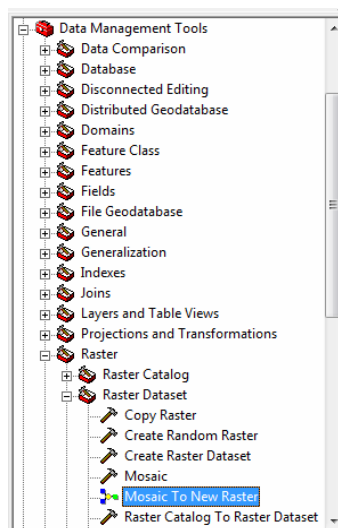 Data Management Tools
Data Comparison
Database
Disconnected Editing
Distributed Geodatabase
Domains
Feature Class
Features
Fields
File Geodatabase
General
Generalization
Indexes
Joins
Layers and Table Views
Projections and Transformations
Raster
Raster Catalog
Raster Dataset
Copy Raster
Create Random Raster
Create Raster Dataset
Mosaic
Mosaic To New Raster
Raster Catalog To Raster Dataset